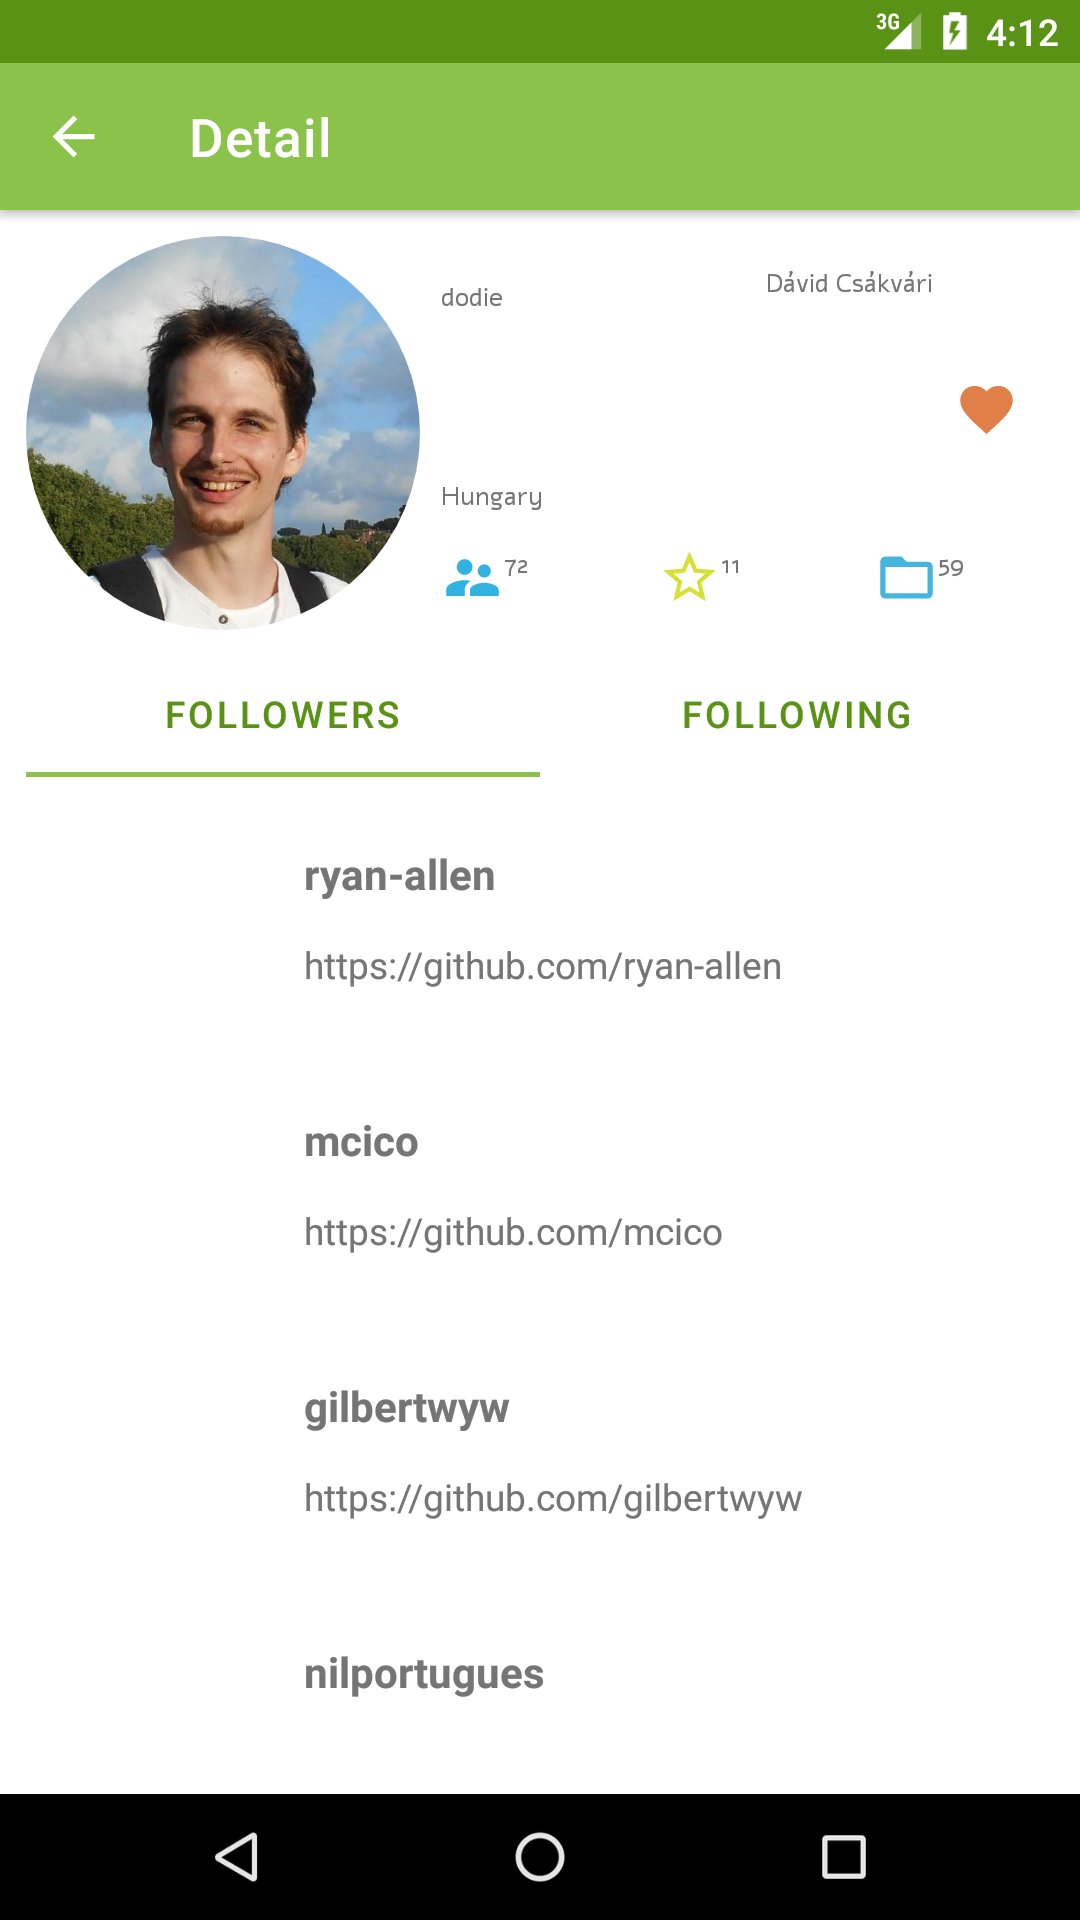 3G 4:12
Detail
dodie
Dávid Csákvári
Hungary
72
11
59
FOLLOWERS
FOLLOWING
ryan-allen
https://github.com/ryan-allen
mcico
https://github.com/mcico
gilbertwyw
https://github.com/gilbertwyw
nilportugues